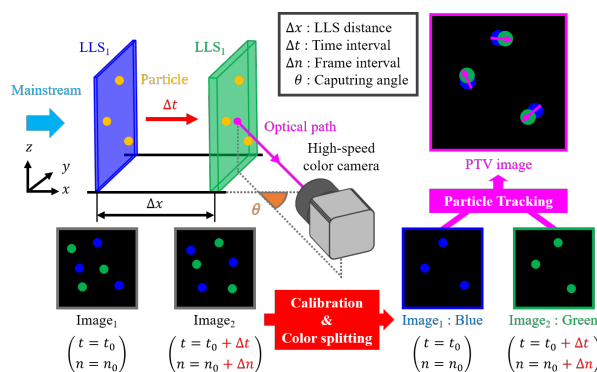 LLS₁
LLS₁
Δx : LLS distance
Δt : Time interval
Δn : Frame interval
θ : Caputring angle
Mainstream
Particle
Δt
Optical path
High-speed
color camera
z
y
x
Δx
θ
PTV image
Particle Tracking
Image₁
(t = t₀
n = n₀)
Image₂
(t = t₀ + Δt
n = n₀ + Δn)
Calibration
&
Color splitting
Image₁ : Blue
(t = t₀
n = n₀)
Image₂ : Green
(t = t₀ + Δt
n = n₀ + Δn)